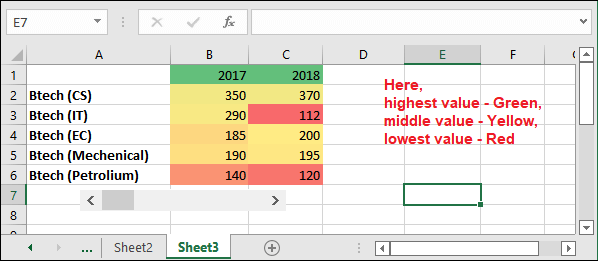 E7 fx
A B C D E F
1 2017 2018
2 Btech (CS) 350 370
3 Btech (IT) 290 112
4 Btech (EC) 185 200
5 Btech (Mechenical) 190 195
6 Btech (Petrolium) 140 120
7
8
Here,
highest value - Green,
middle value - Yellow,
lowest value - Red
... Sheet2 Sheet3